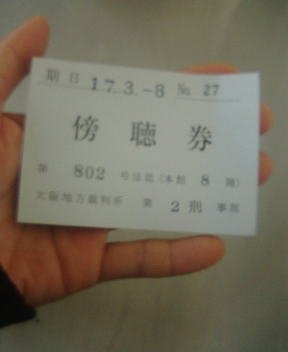 期日 17.3.-8 № 27
傍聴券
第 802 号法廷(本館 8 階)
大阪地方裁判所 第 2 刑事部